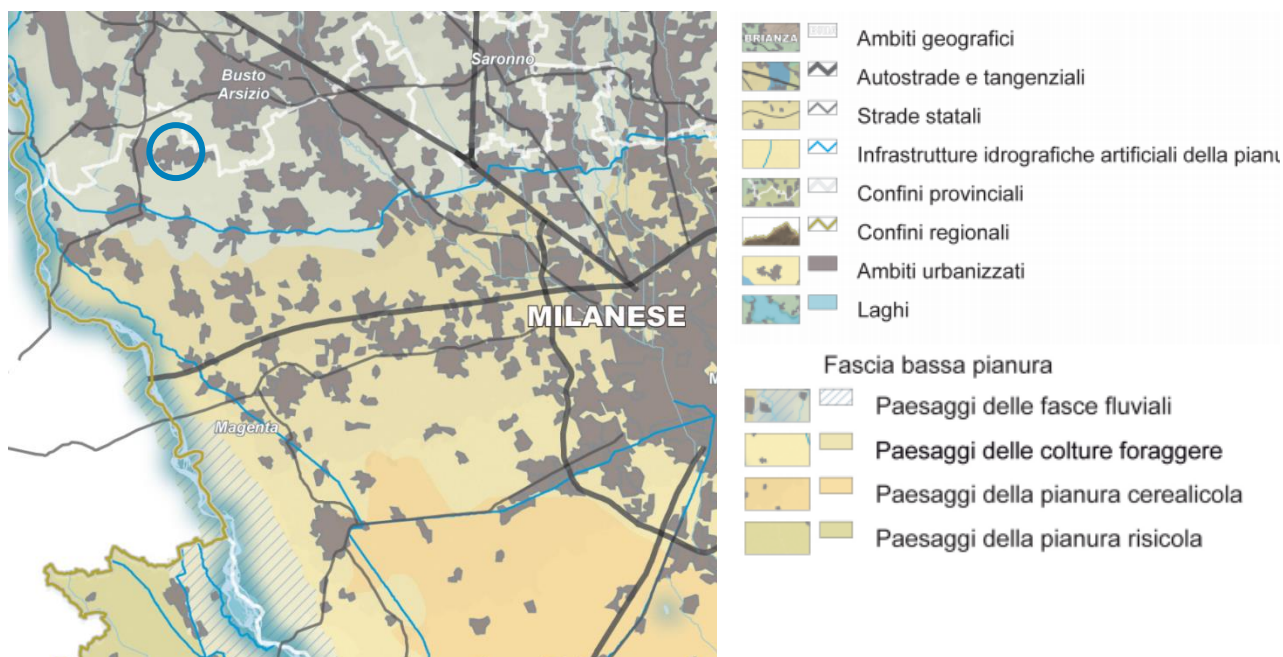 Saronno
Busto
Arsizio
MILANESE
M
Magenta
BRIANZA
Ambiti geografici
Autostrade e tangenziali
Strade statali
Infrastrutture idrografiche artificiali della pianu
Confini provinciali
Confini regionali
Ambiti urbanizzati
Laghi
Fascia bassa pianura
Paesaggi delle fasce fluviali
Paesaggi delle colture foraggere
Paesaggi della pianura cerealicola
Paesaggi della pianura risicola